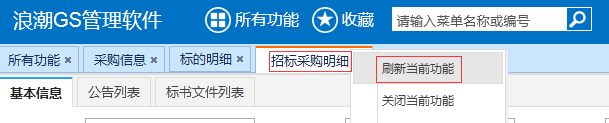 浪潮GS管理软件 所有功能 收藏 请输入菜单名称或编号
所有功能 × 采购信息 × 标的明细 × 招标采购明细
刷新当前功能
基本信息 公告列表 标书文件列表
关闭当前功能